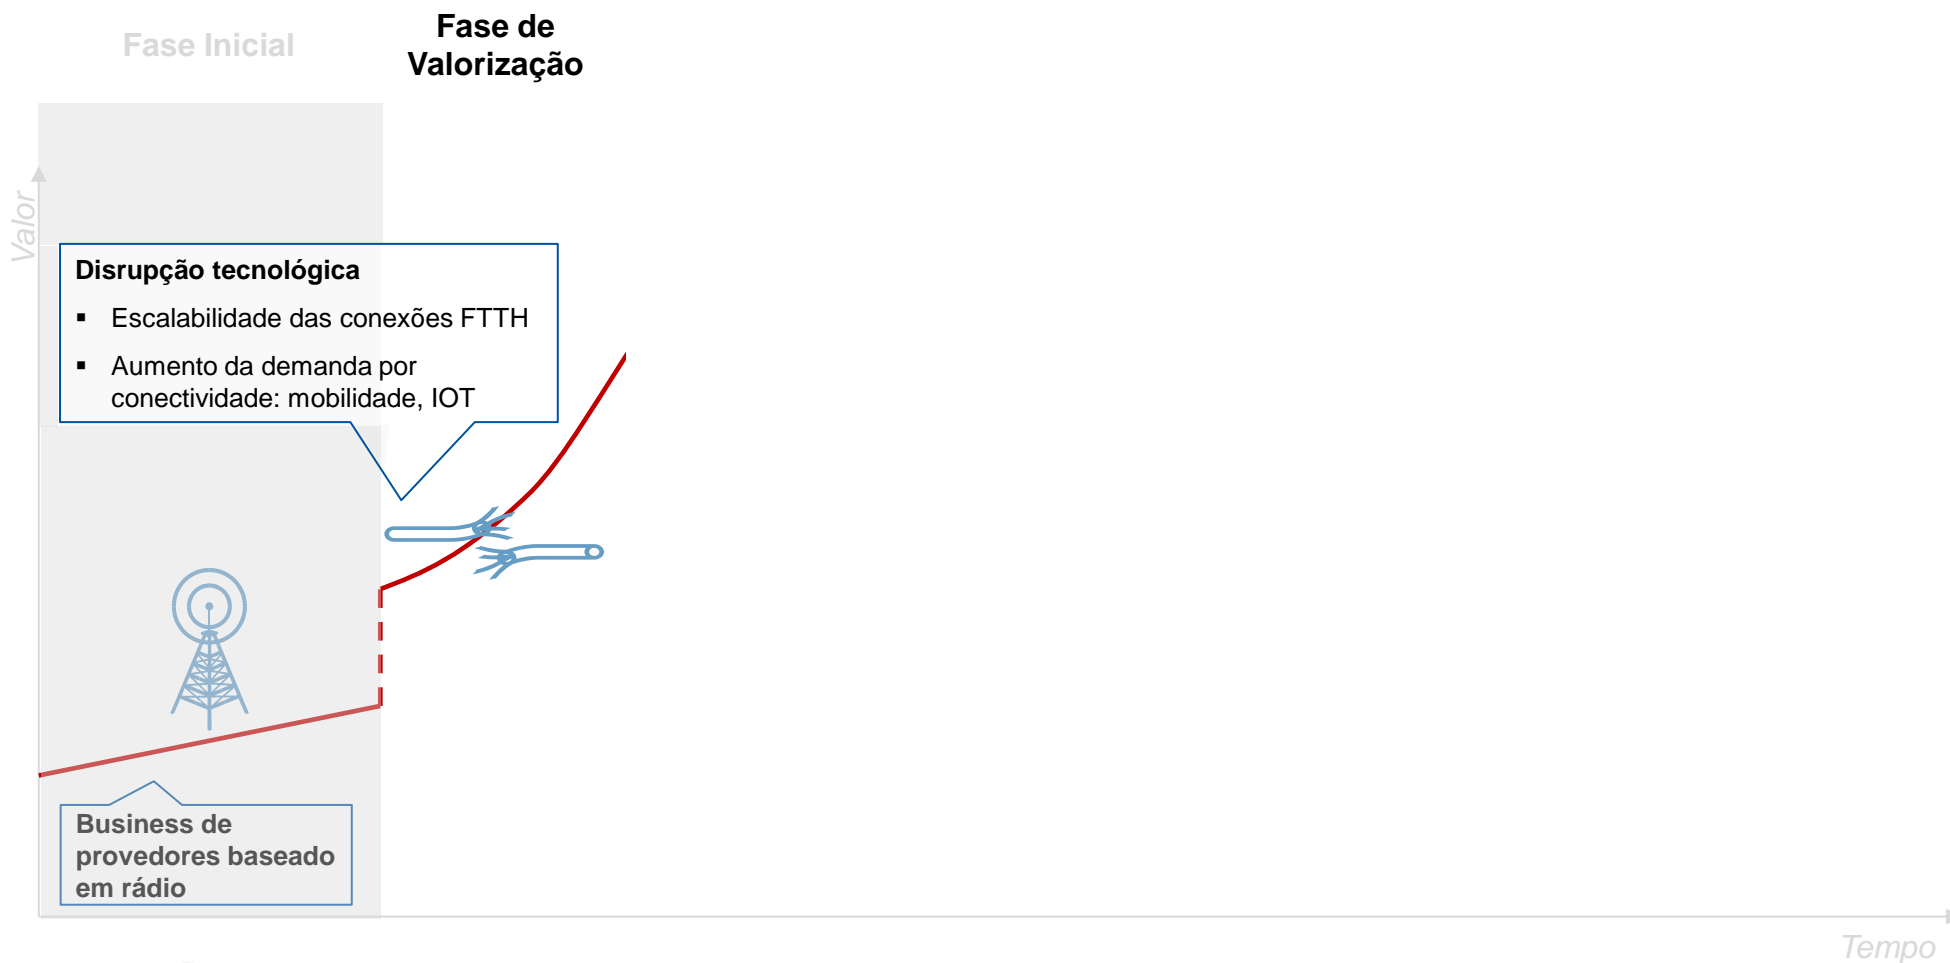 Fase Inicial
Fase de
Valorização
Valor
Disrupção tecnológica
▪ Escalabilidade das conexões FTTH
▪ Aumento da demanda por
conectividade: mobilidade, IOT
Business de
provedores baseado
em rádio
Tempo